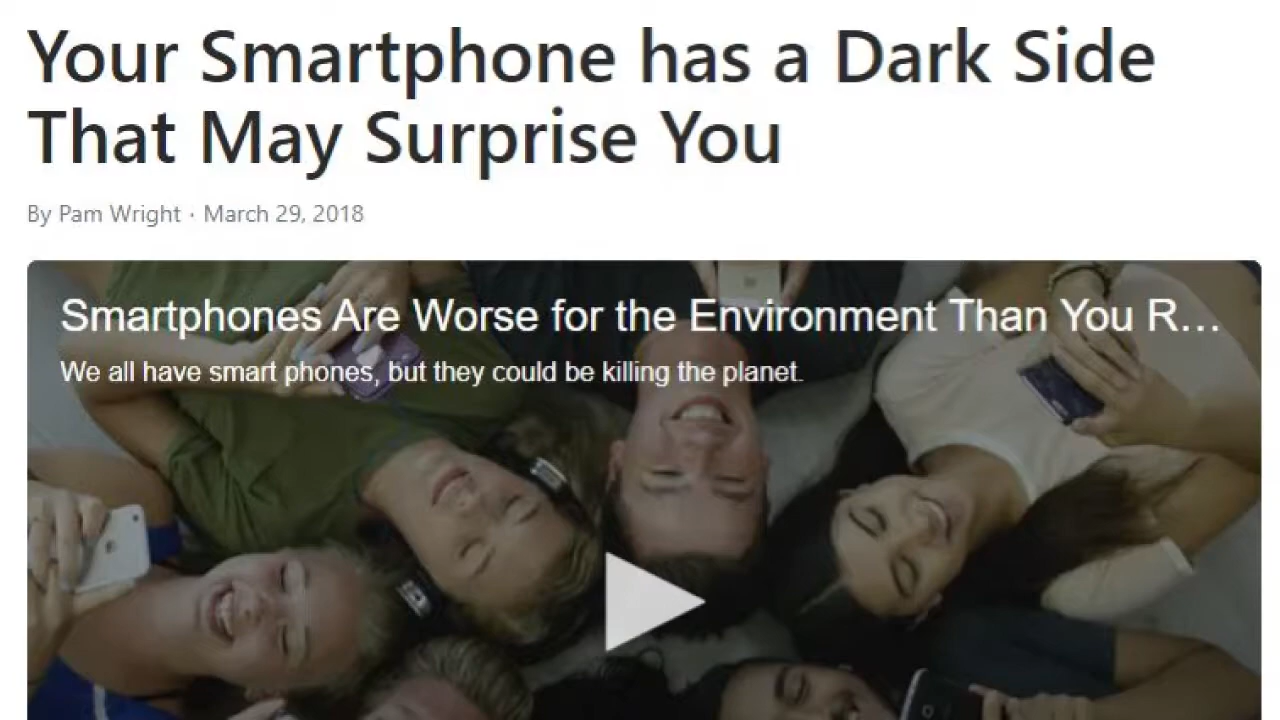 Your Smartphone has a Dark Side
That May Surprise You
By Pam Wright · March 29, 2018
Smartphones Are Worse for the Environment Than You R…
We all have smart phones, but they could be killing the planet.